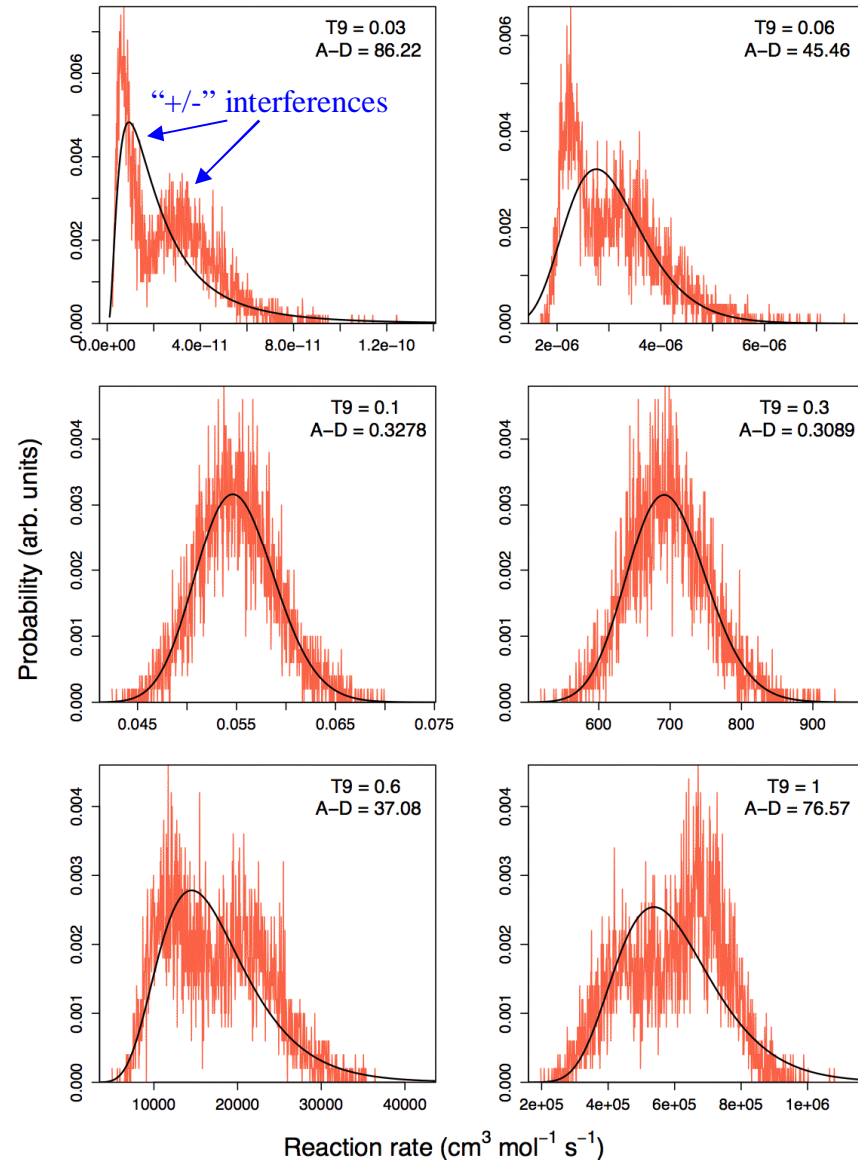 T9 = 0.03
A−D = 86.22
“+/-” interferences
0.000
0.002
0.004
0.006
0.0e+00
4.0e−11
8.0e−11
1.2e−10
T9 = 0.06
A−D = 45.46
0.000
0.001
0.002
0.003
0.004
0.005
0.006
2e−06
4e−06
6e−06
Probability (arb. units)
T9 = 0.1
A−D = 0.3278
0.000
0.001
0.002
0.003
0.004
0.045
0.055
0.065
0.075
T9 = 0.3
A−D = 0.3089
0.000
0.001
0.002
0.003
0.004
600
700
800
900
T9 = 0.6
A−D = 37.08
0.000
0.001
0.002
0.003
0.004
10000
20000
30000
40000
T9 = 1
A−D = 76.57
0.000
0.001
0.002
0.003
0.004
2e+05
4e+05
6e+05
8e+05
1e+06
Reaction rate (cm³ mol⁻¹ s⁻¹)